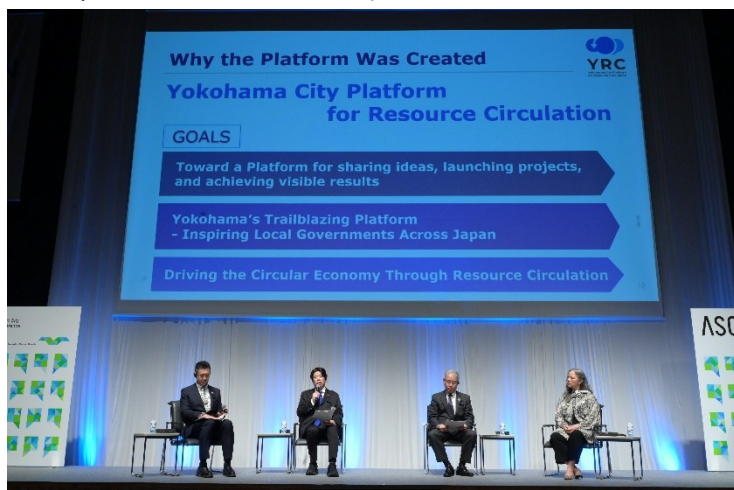 Why the Platform Was Created
YRC
Yokohama City Platform
for Resource Circulation
GOALS
Toward a Platform for sharing ideas, launching projects,
and achieving visible results
Yokohama's Trailblazing Platform
- Inspiring Local Governments Across Japan
Driving the Circular Economy Through Resource Circulation
ASC